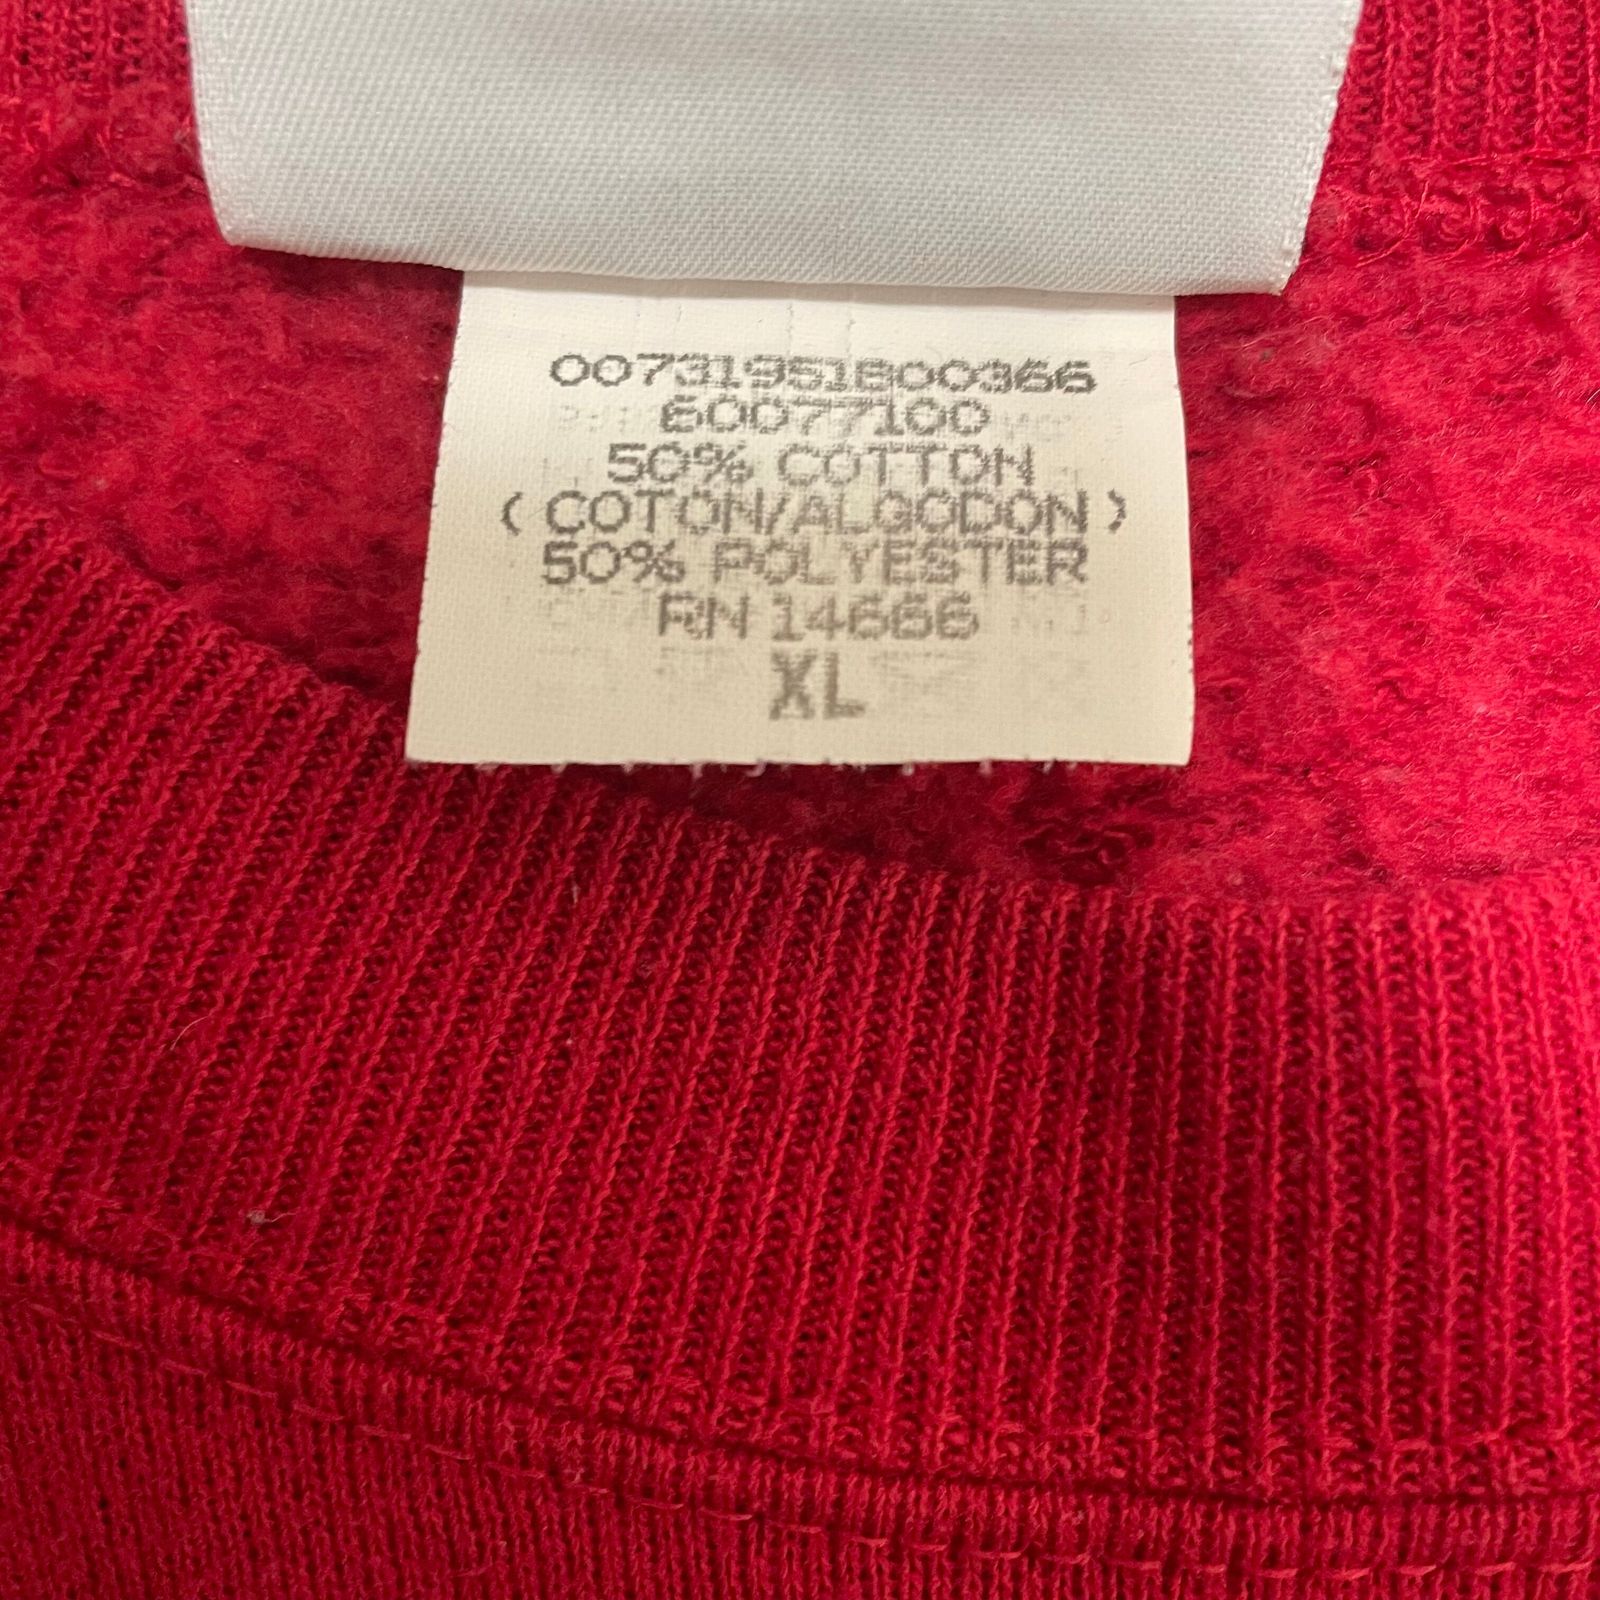 00731951800366
60077100
50% COTTON
( COTON/ALGODON )
50% POLYESTER
RN 14666
XL